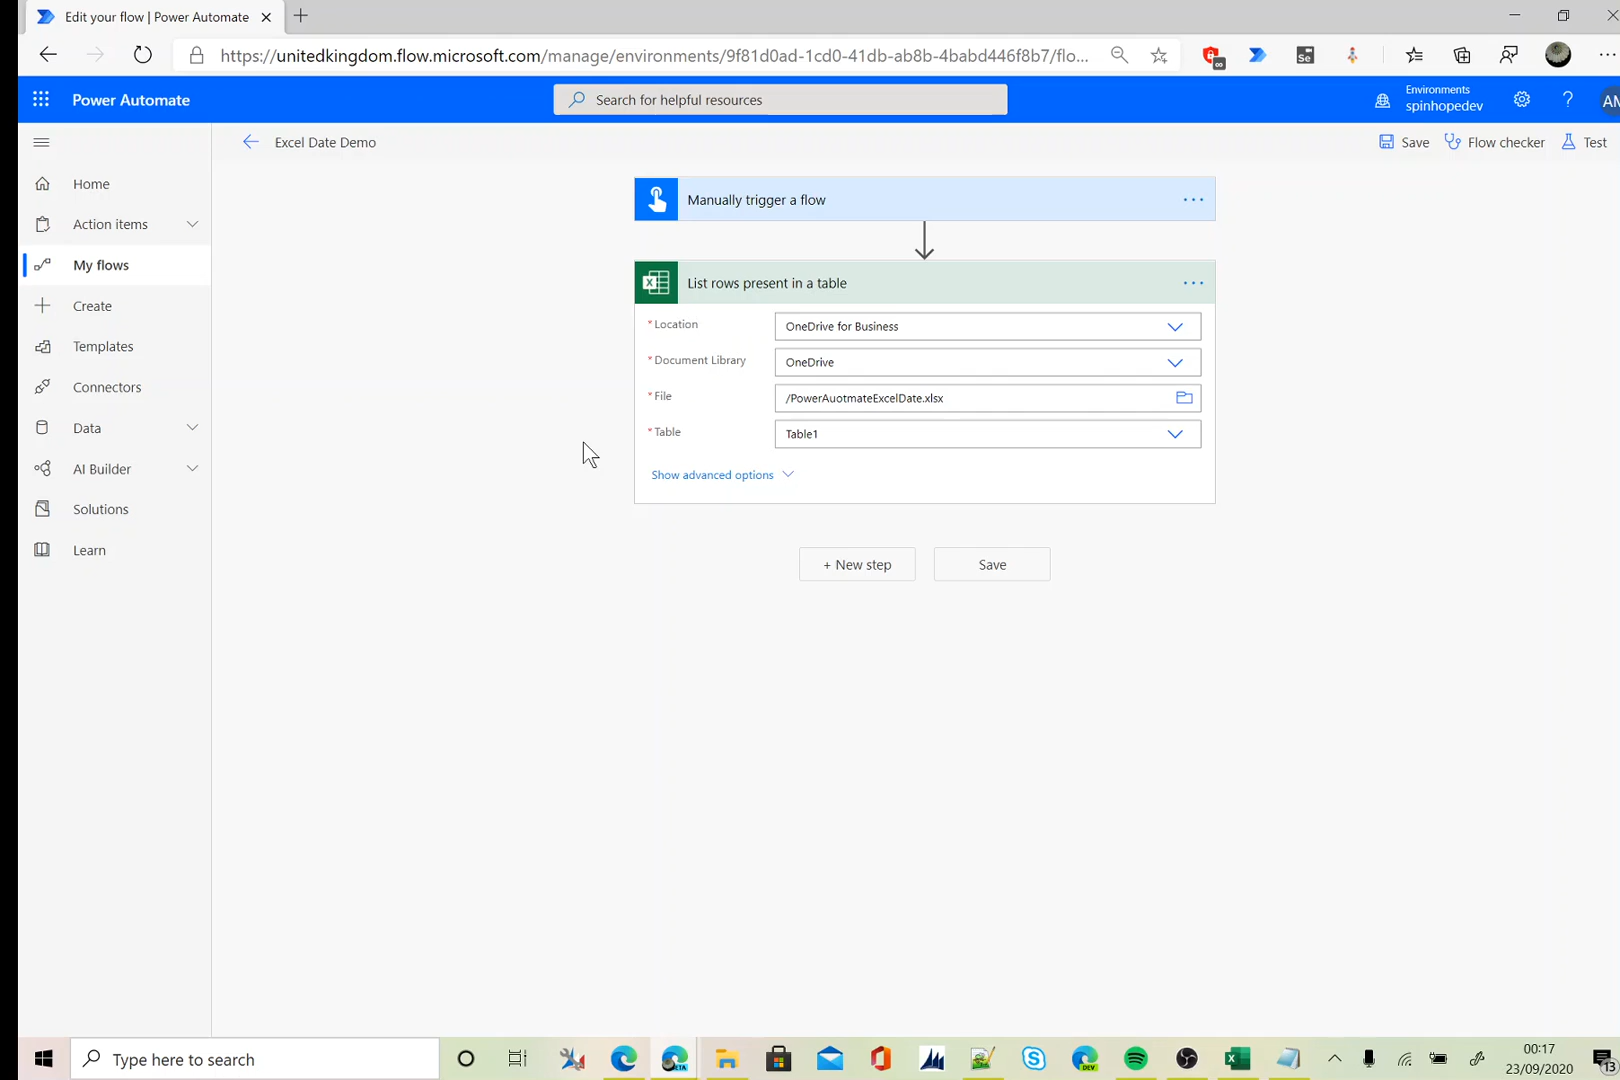 Edit your flow | Power Automate
https://unitedkingdom.flow.microsoft.com/manage/environments/9f81d0ad-1cd0-41db-ab8b-4babd446f8b7/flo...
Power Automate
Search for helpful resources
Environments
spinhopedev
?
AM
Excel Date Demo
Save
Flow checker
Test
Home
Action items
My flows
Create
Templates
Connectors
Data
AI Builder
Solutions
Learn
Manually trigger a flow
List rows present in a table
* Location
OneDrive for Business
* Document Library
OneDrive
* File
/PowerAuotmateExcelDate.xlsx
* Table
Table1
Show advanced options
+ New step
Save
Type here to search
BETA
DEV
00:17
23/09/2020
13